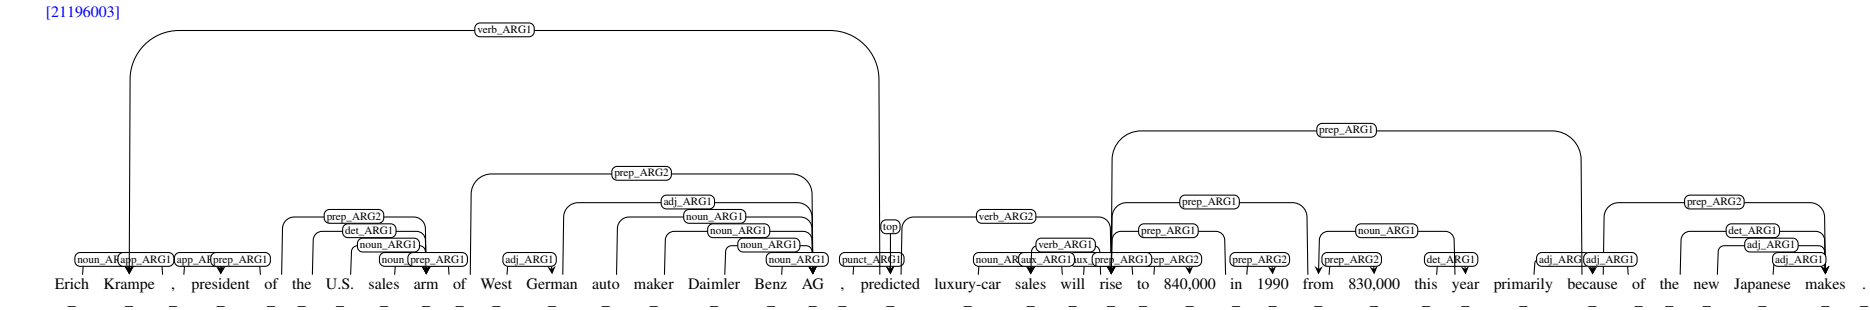 [21196003]
verb_ARG1
prep_ARG1
prep_ARG2
adj_ARG1 prep_ARG1 prep_ARG2
prep_ARG2 noun_ARG1 verb_ARG2
top
det_ARG1 noun_ARG1 prep_ARG1 noun_ARG1 det_ARG1
noun_ARG1 noun_ARG1 verb_ARG1 adj_ARG1
app_ARG1 prep_ARG1 prep_ARG1 adj_ARG1 noun_ARG1 punct_ARG1 aux_ARG1 prep_ARG1 prep_ARG2 prep_ARG2 det_ARG1 adj_ARG1 adj_ARG1
Erich Krampe , president of the U.S. sales arm of West German auto maker Daimler Benz AG , predicted luxury-car sales will rise to 840,000 in 1990 from 830,000 this year primarily because of the new Japanese makes .
_ _ _ _ _ _ _ _ _ _ _ _ _ _ _ _ _ _ _ _ _ _ _ _ _ _ _ _ _ _ _ _ _ _ _ _ _ _